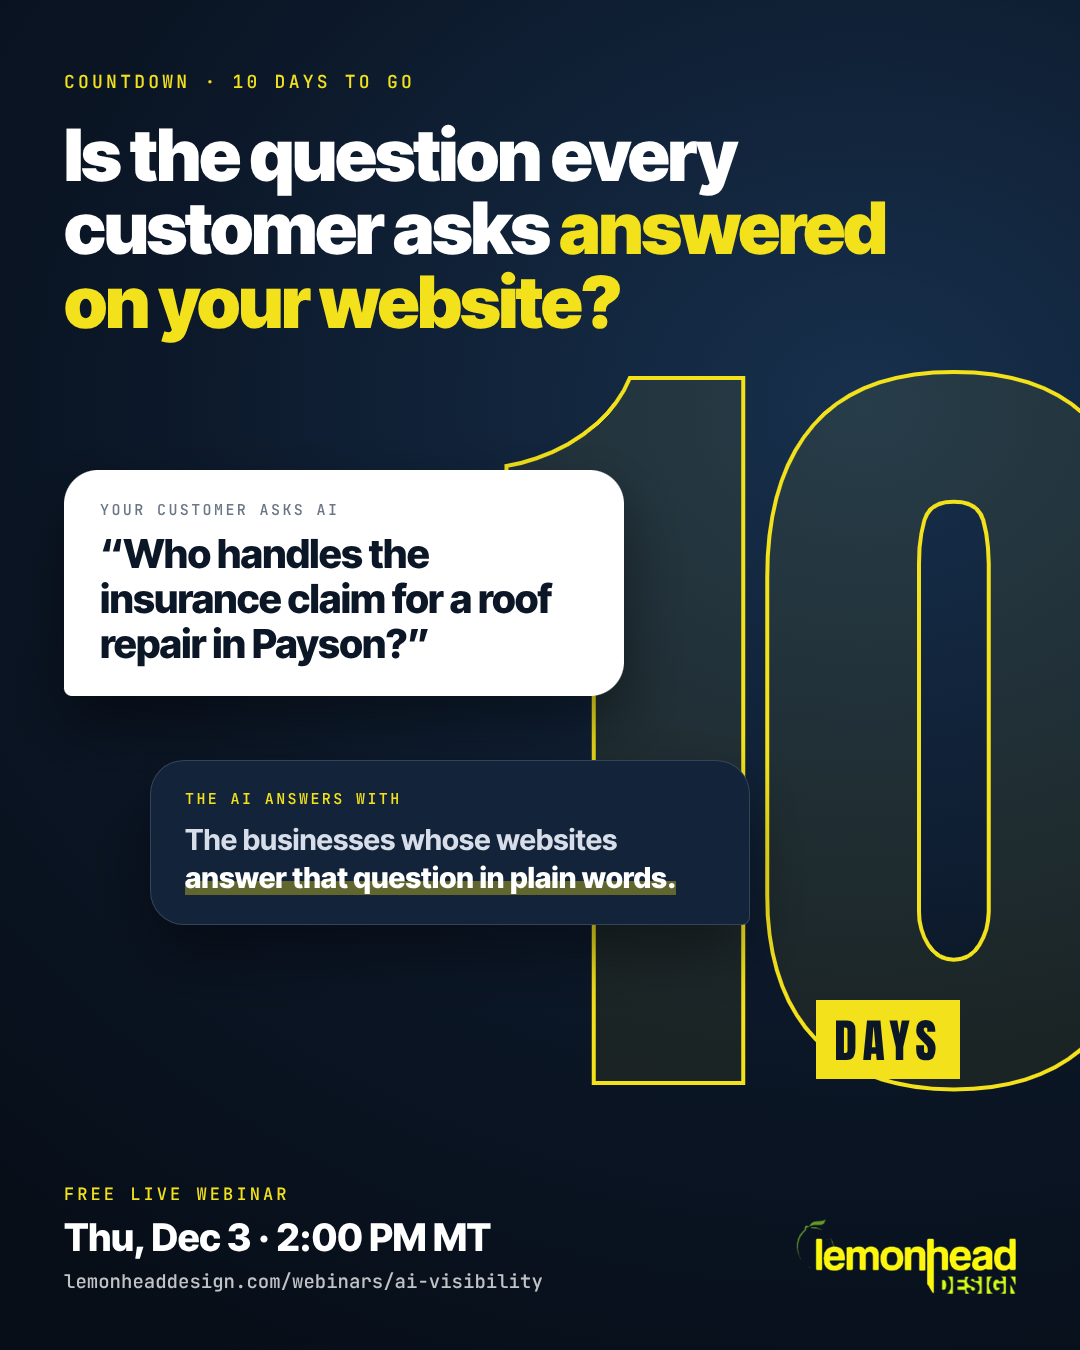 COUNTDOWN · 10 DAYS TO GO
Is the question every
customer asks answered
on your website?
10
YOUR CUSTOMER ASKS AI
“Who handles the
insurance claim for a roof
repair in Payson?”
THE AI ANSWERS WITH
The businesses whose websites
answer that question in plain words.
DAYS
FREE LIVE WEBINAR
Thu, Dec 3 · 2:00 PM MT
lemonheaddesign.com/webinars/ai-visibility
lemonhead
DESIGN